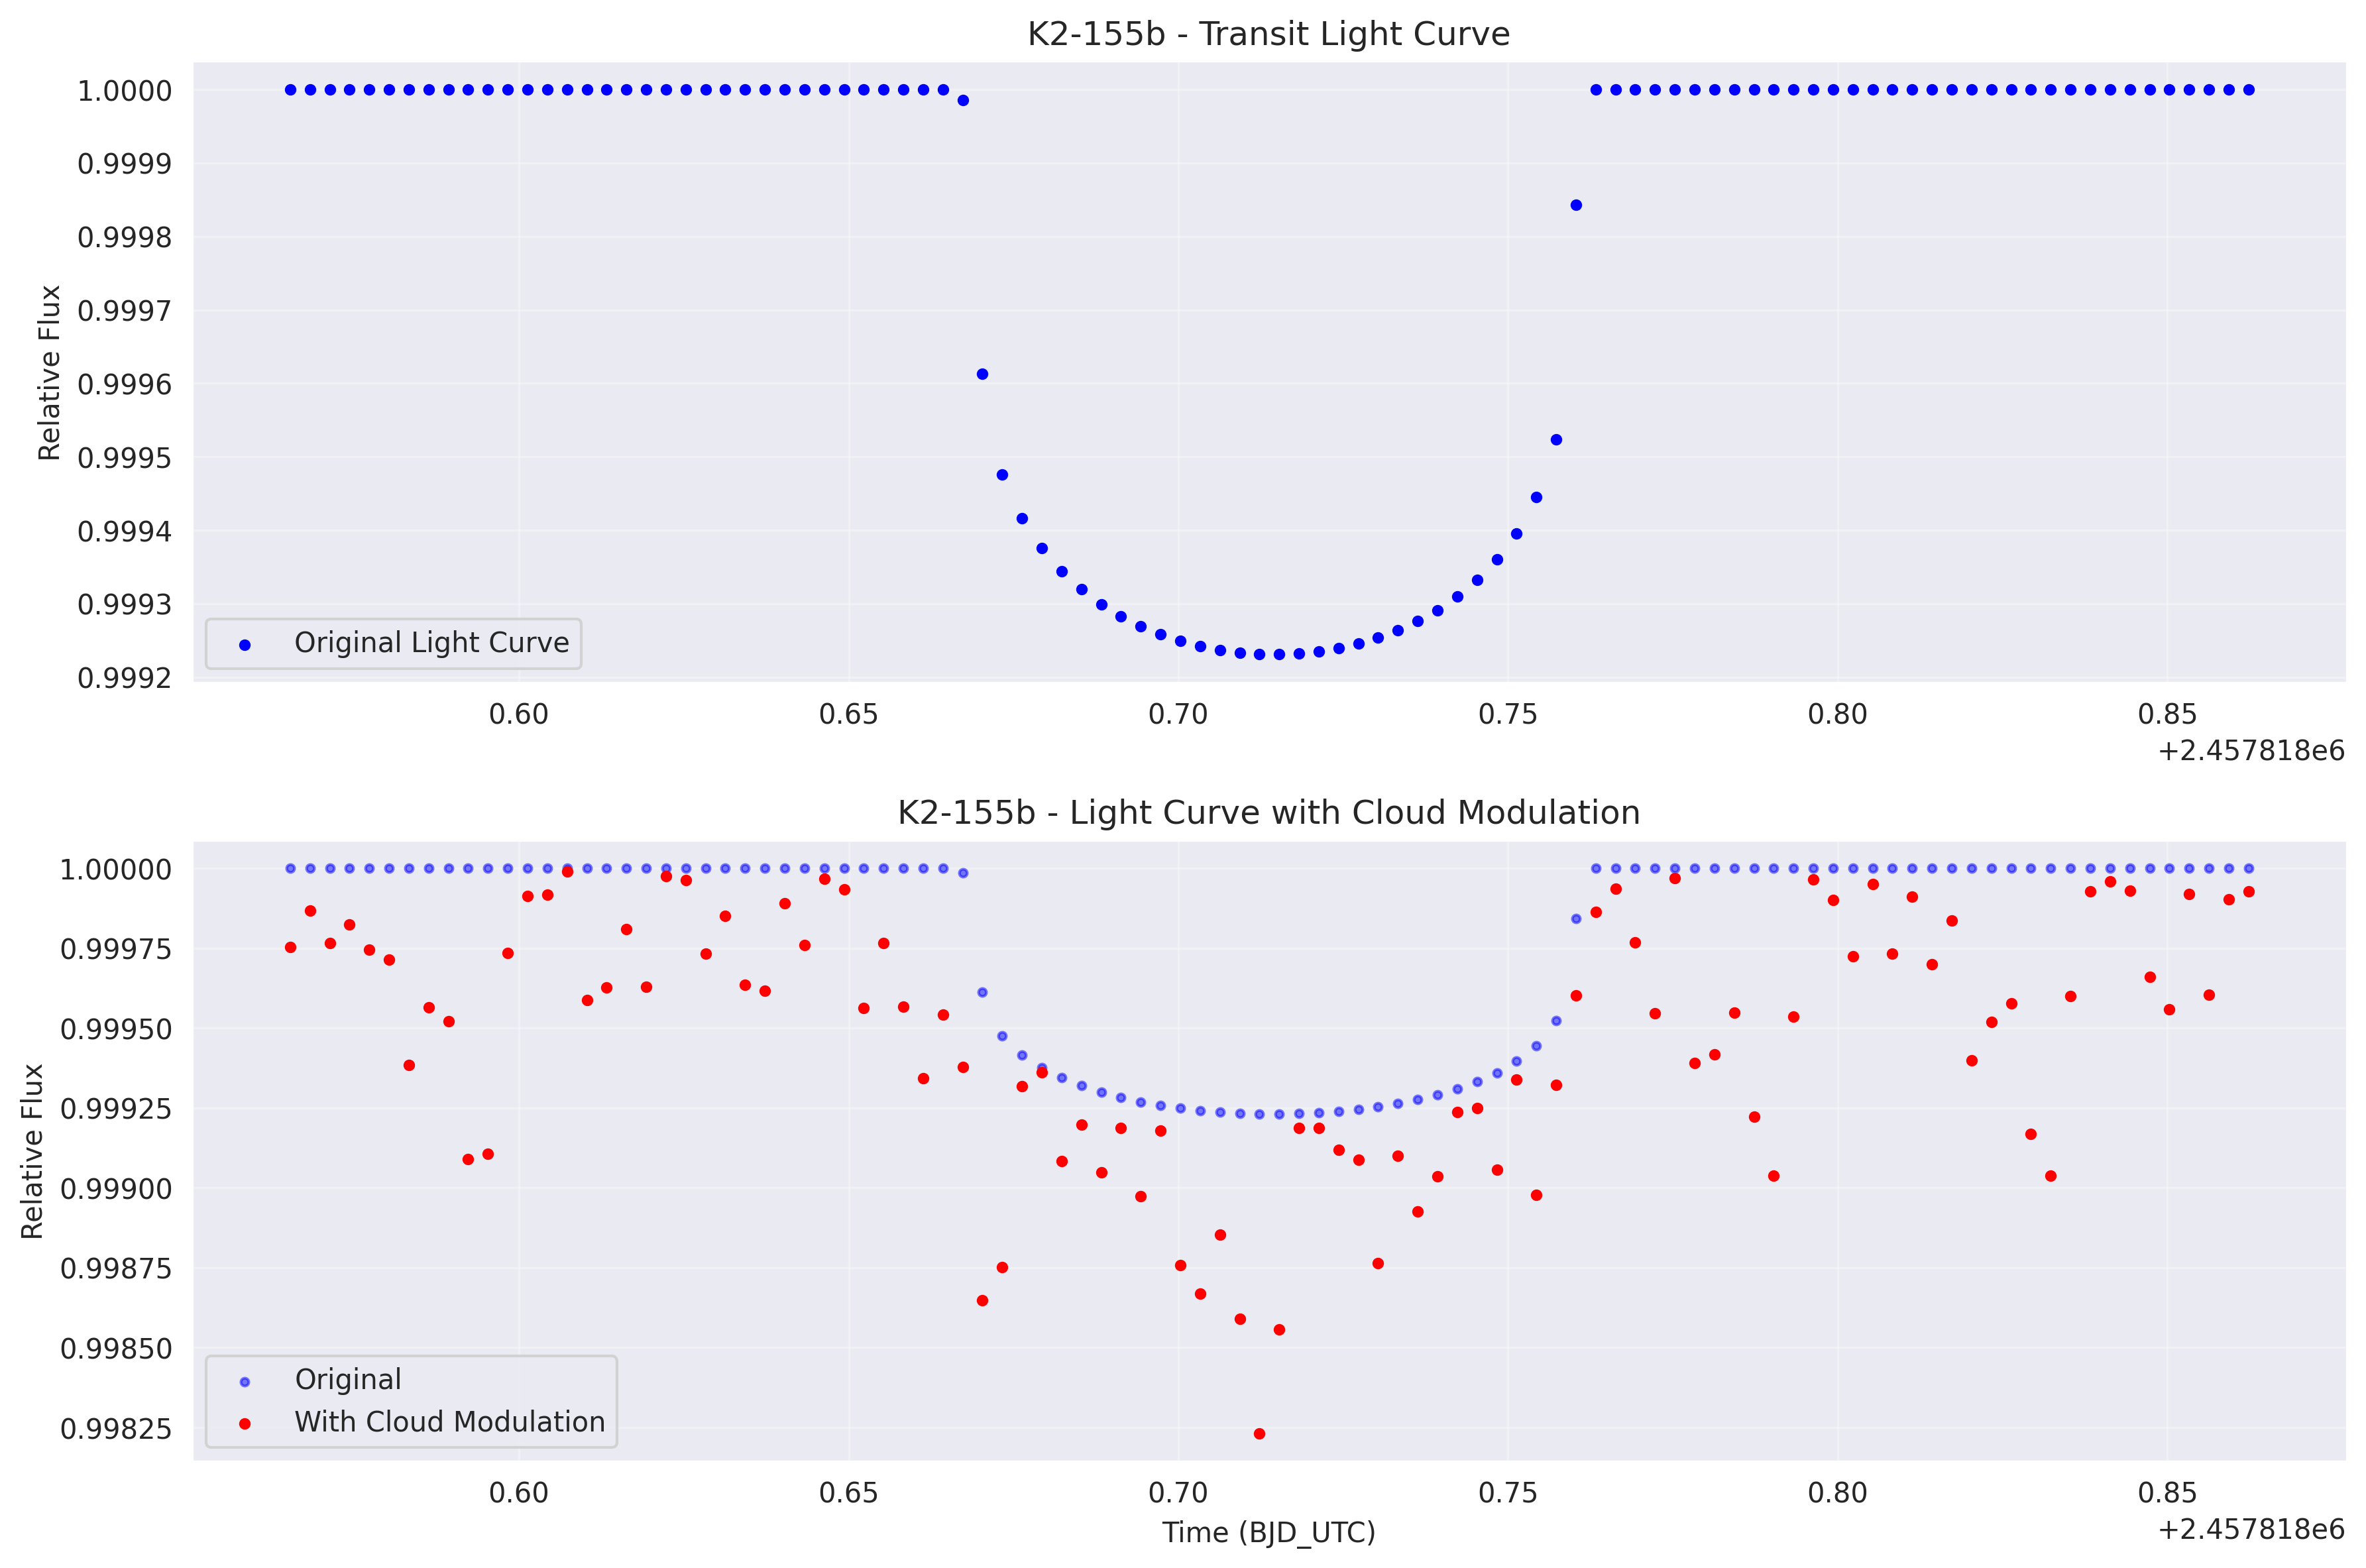 K2-155b - Transit Light Curve
Relative Flux
1.0000
0.9999
0.9998
0.9997
0.9996
0.9995
0.9994
0.9993
0.9992
Original Light Curve
0.60 0.65 0.70 0.75 0.80 0.85
+2.457818e6
K2-155b - Light Curve with Cloud Modulation
Relative Flux
1.00000
0.99975
0.99950
0.99925
0.99900
0.99875
0.99850
0.99825
Original
With Cloud Modulation
0.60 0.65 0.70 0.75 0.80 0.85
Time (BJD_UTC)
+2.457818e6